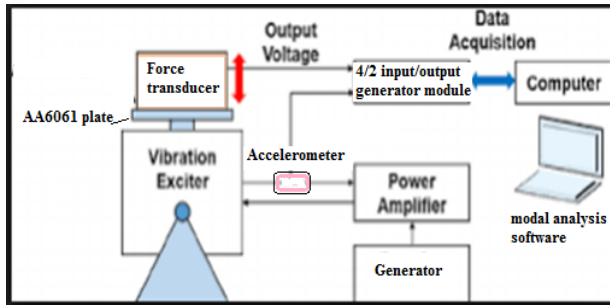 Data
Acquisition
Output
Voltage
Force
transducer
4/2 input/output
generator module
Computer
AA6061 plate
Vibration
Exciter
Accelerometer
Power
Amplifier
modal analysis
software
Generator